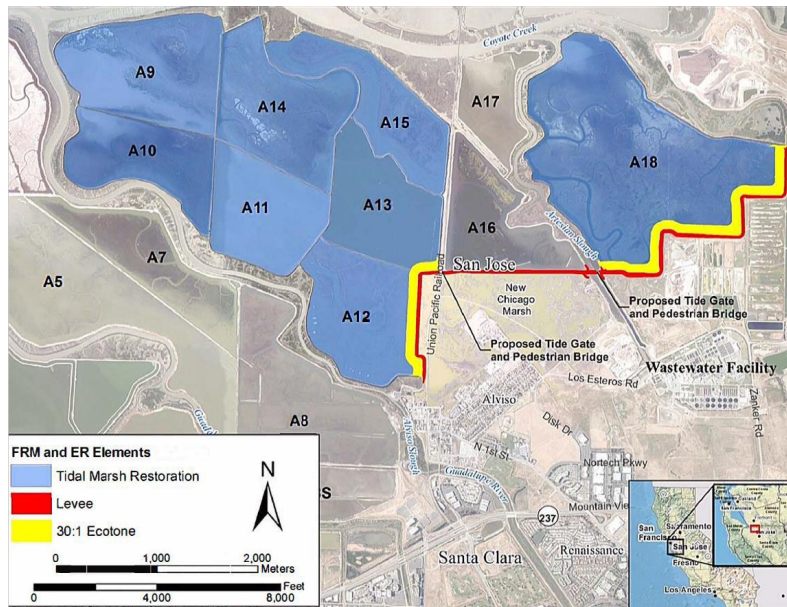 Coyote Creek
A9
A14
A17
A15
A10
A18
A11
A13
Artesian Slough
A16
A7
San Jose
A5
Union Pacific Railroad
New
Chicago
Marsh
Proposed Tide Gate
and Pedestrian Bridge
A12
Proposed Tide Gate
and Pedestrian Bridge
Wastewater Facility
Los Esteros Rd
Zanker Rd
Alviso
A8
Disk Dr
Alviso Slough
N 1st St
Guadalupe River
Nortech Pkwy
Mountain Vie
237
Santa Clara
Renaissance
FRM and ER Elements
Tidal Marsh Restoration
Levee
30:1 Ecotone
N
0 1,000 2,000
Meters
Feet
0 4,000 8,000
San
Francisco
Sacramento
San Jose
Fresno
Los Angeles